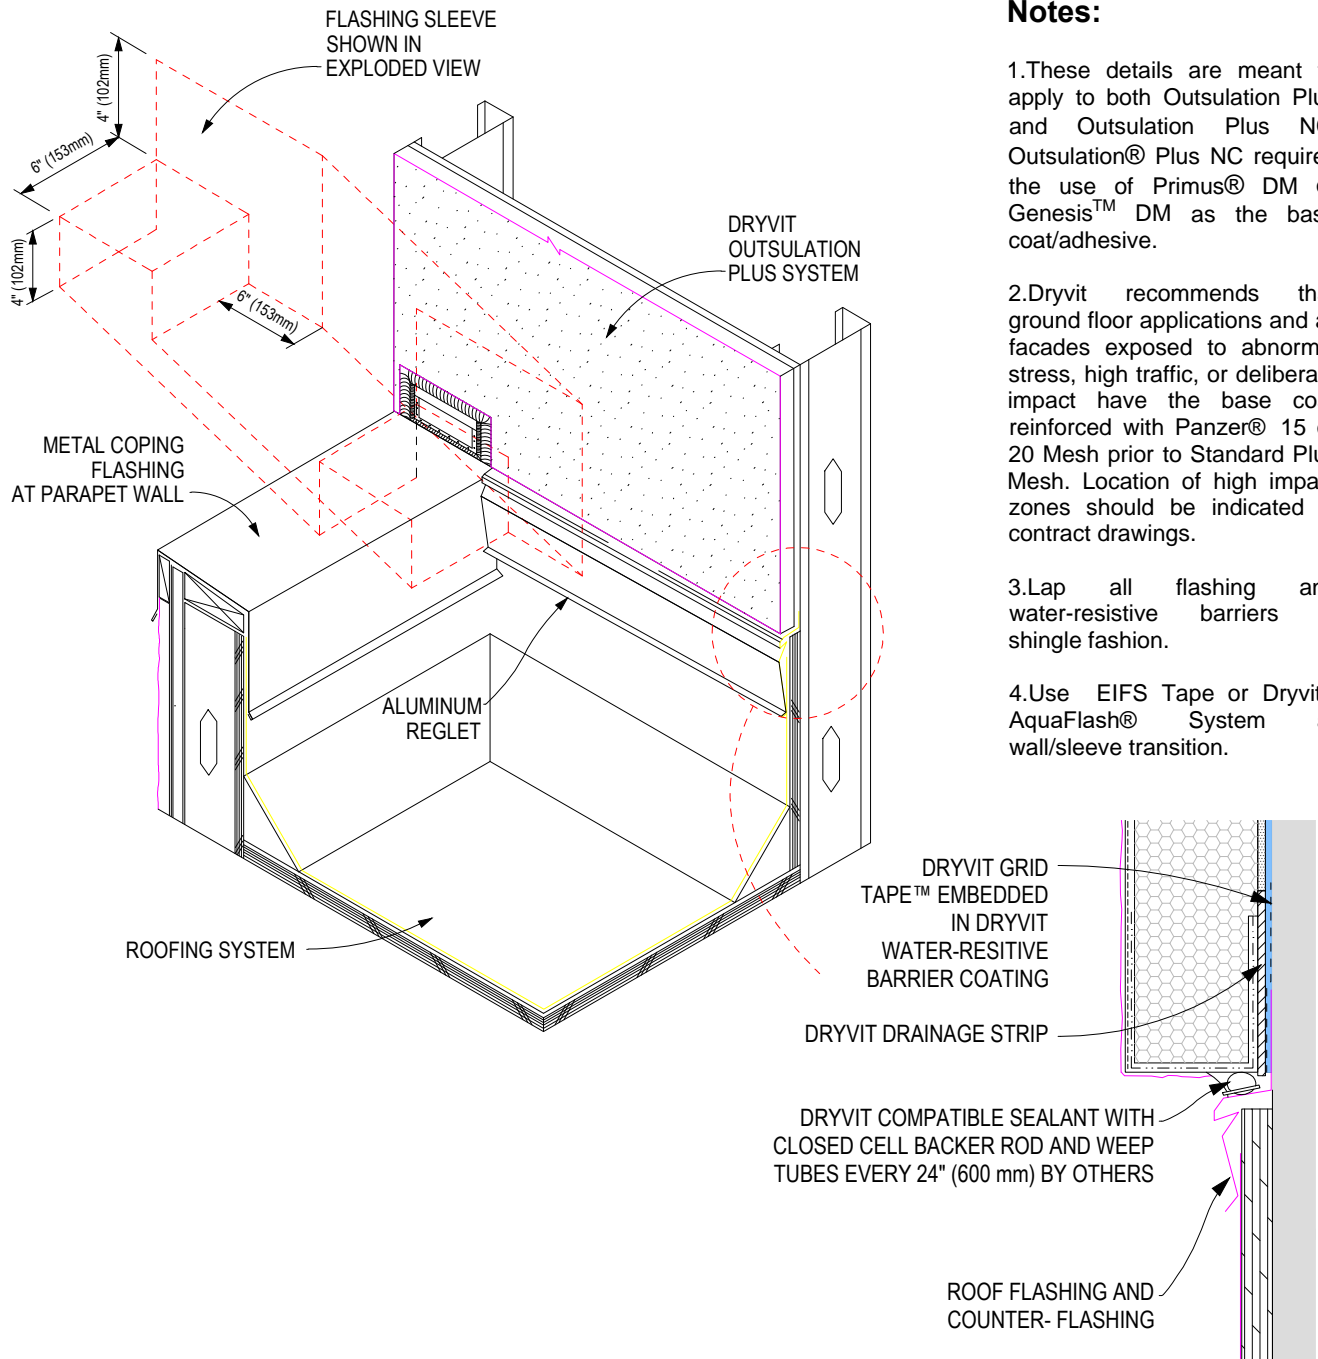 FLASHING SLEEVE
SHOWN IN
EXPLODED VIEW
4" (102mm)
6" (153mm)
4" (102mm)
6" (153mm)
DRYVIT
OUTSULATION
PLUS SYSTEM
METAL COPING
FLASHING
AT PARAPET WALL
ALUMINUM
REGLET
ROOFING SYSTEM
Notes:
1.These details are meant
apply to both Outsulation Plu
and Outsulation Plus NC
Outsulation® Plus NC require
the use of Primus® DM
Genesis™ DM as the bas
coat/adhesive.
2.Dryvit recommends th
ground floor applications and a
facades exposed to abnorm
stress, high traffic, or delibera
impact have the base co
reinforced with Panzer® 15
20 Mesh prior to Standard Plu
Mesh. Location of high impa
zones should be indicated
contract drawings.
3.Lap all flashing an
water-resistive barriers
shingle fashion.
4.Use EIFS Tape or Dryvit
AquaFlash® System
wall/sleeve transition.
DRYVIT GRID
TAPE™ EMBEDDED
IN DRYVIT
WATER-RESITIVE
BARRIER COATING
DRYVIT DRAINAGE STRIP
DRYVIT COMPATIBLE SEALANT WITH
CLOSED CELL BACKER ROD AND WEEP
TUBES EVERY 24" (600 mm) BY OTHERS
ROOF FLASHING AND
COUNTER- FLASHING